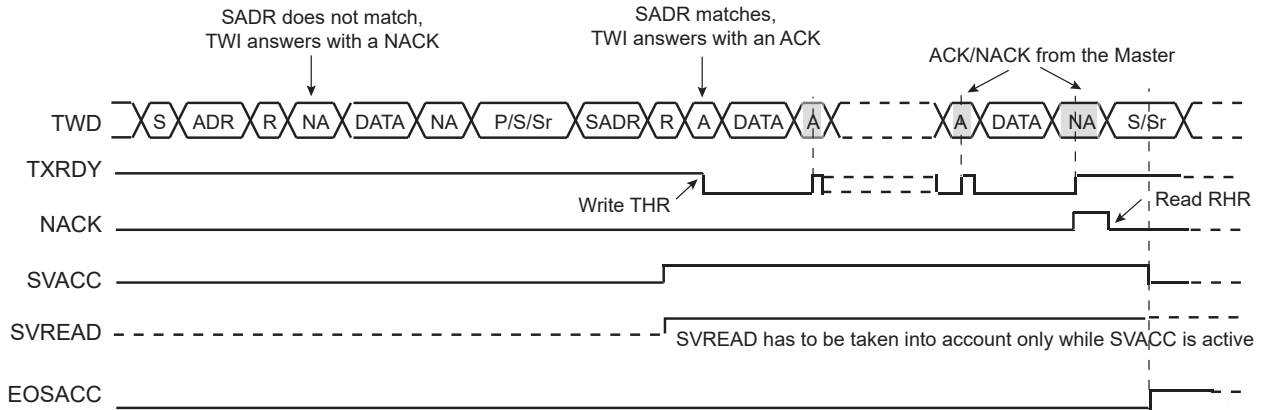 SADR does not match,
TWI answers with a NACK
SADR matches,
TWI answers with an ACK
ACK/NACK from the Master
TWD S ADR R NA DATA NA P/S/Sr SADR R A DATA A A DATA NA S/Sr
TXRDY
Write THR
Read RHR
NACK
SVACC
SVREAD
SVREAD has to be taken into account only while SVACC is active
EOSACC